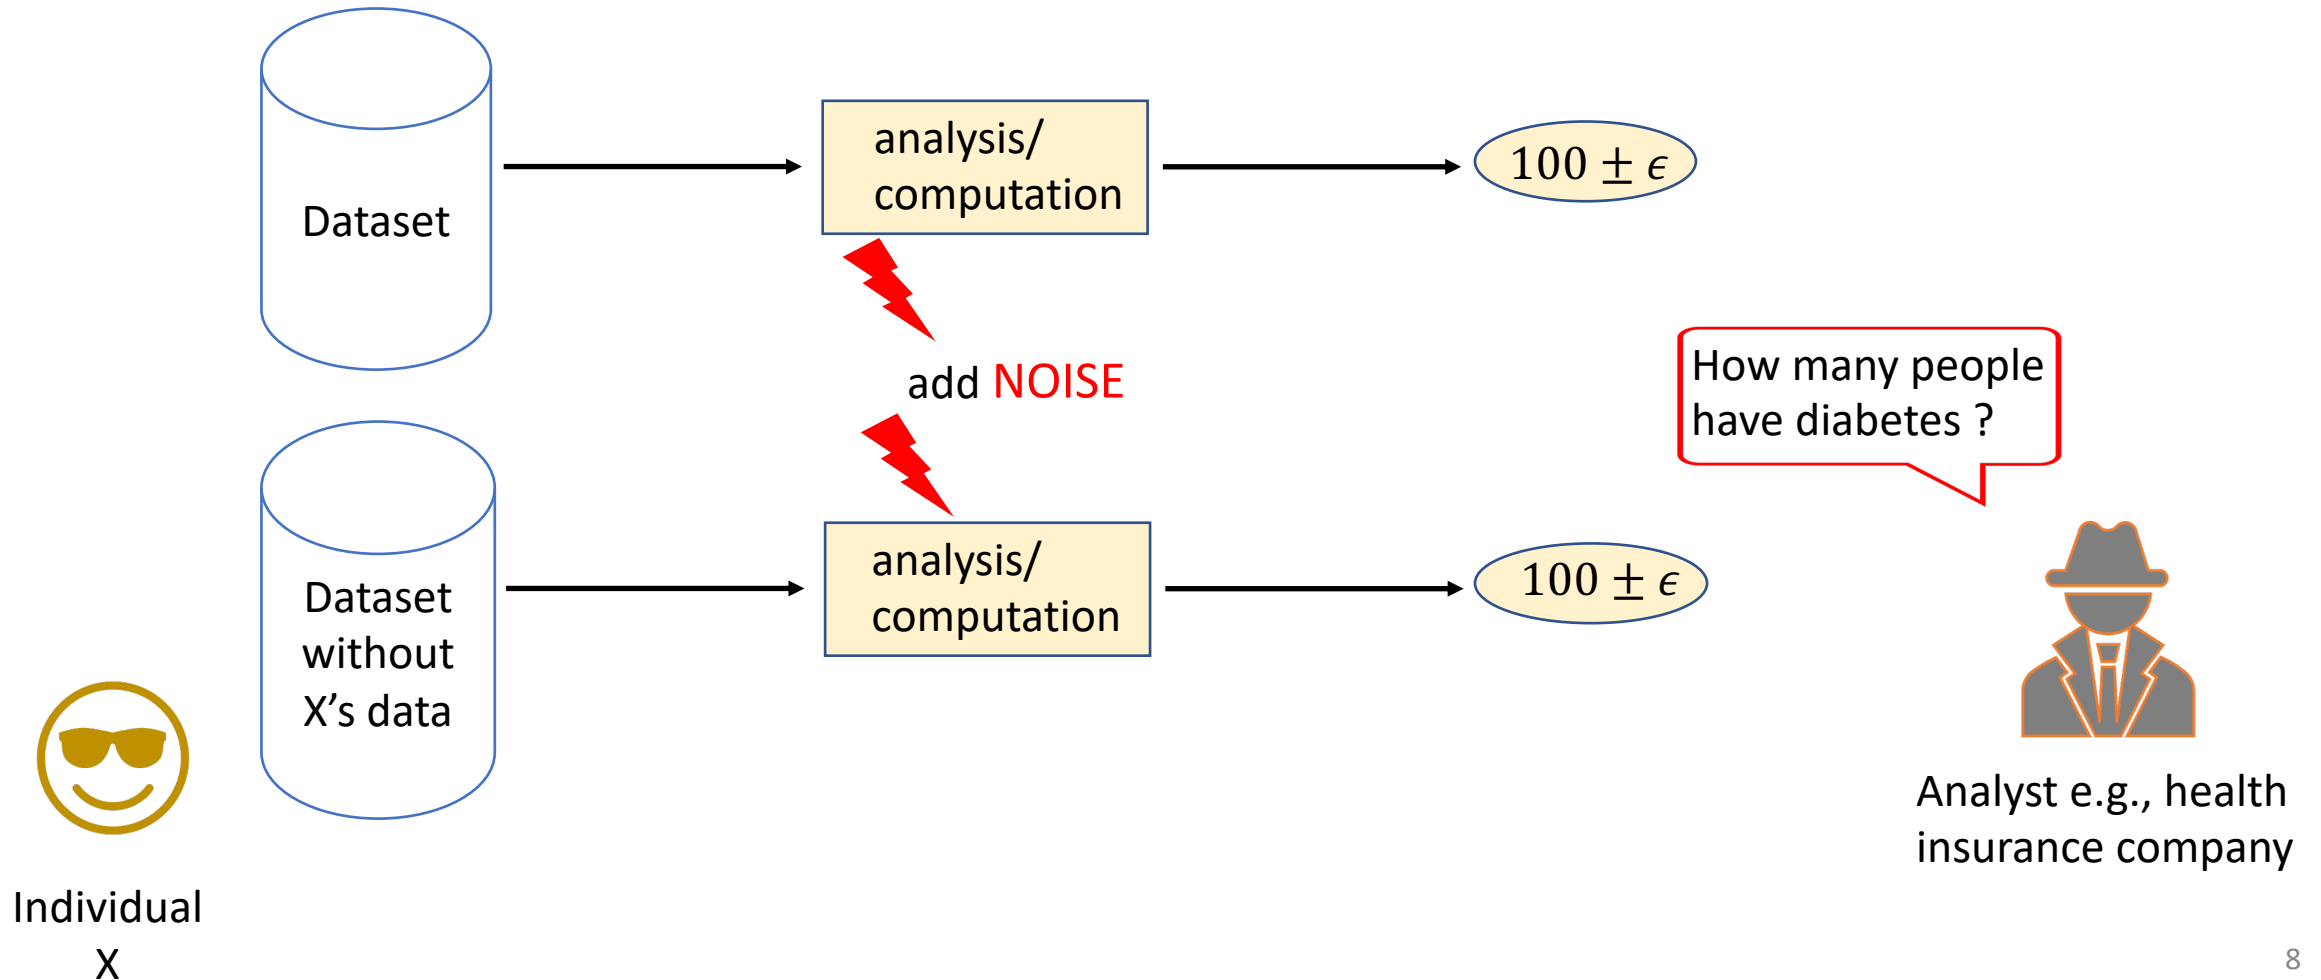 Dataset
analysis/
computation
100 ± ϵ
add NOISE
How many people
have diabetes ?
Dataset
without
X’s data
analysis/
computation
100 ± ϵ
Individual
X
Analyst e.g., health
insurance company
8